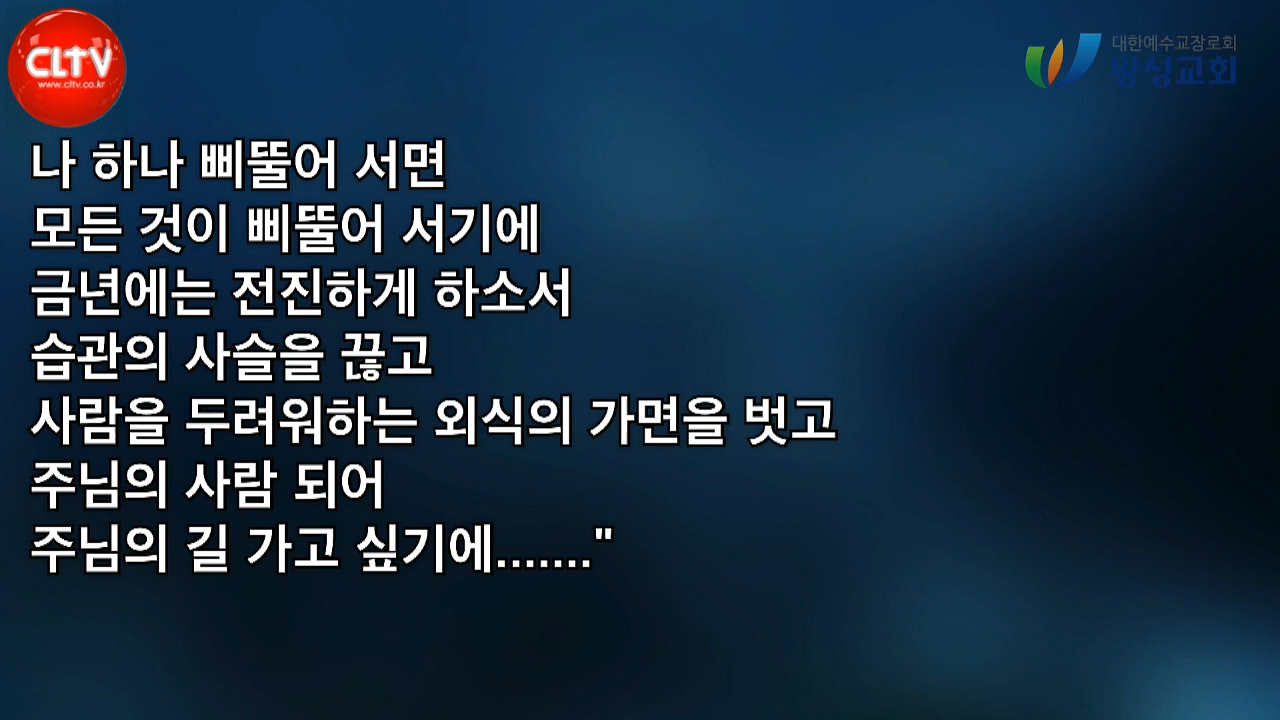 CLTV
www.cltv.co.kr
대한예수교장로회
왕성교회
나 하나 삐뚤어 서면
모든 것이 삐뚤어 서기에
금년에는 전진하게 하소서
습관의 사슬을 끊고
사람을 두려워하는 외식의 가면을 벗고
주님의 사람 되어
주님의 길 가고 싶기에......."